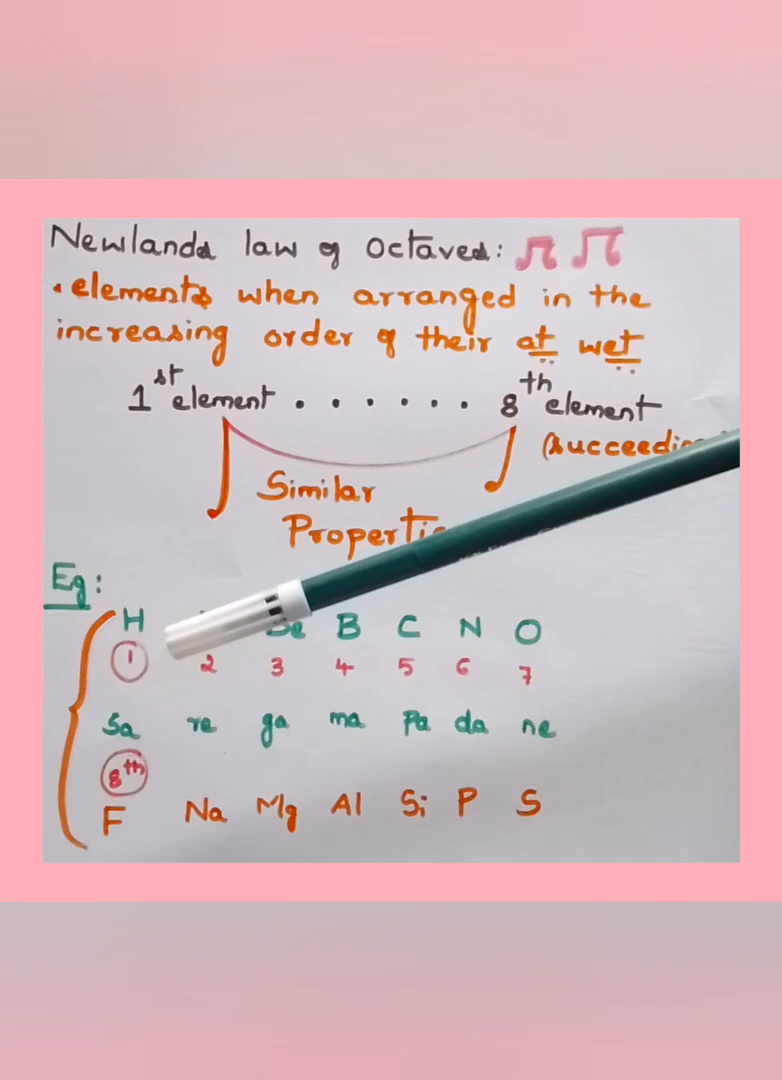 Newlands law of Octaves:
• elements when arranged in the
increasing order of their at wet
1st element . . . . . . 8th element
Similar
Eg:
H B C N O
1 2 3 4 5 6 7
Sa re ga ma Pa da ne
8th
F Na Mg Al Si P S